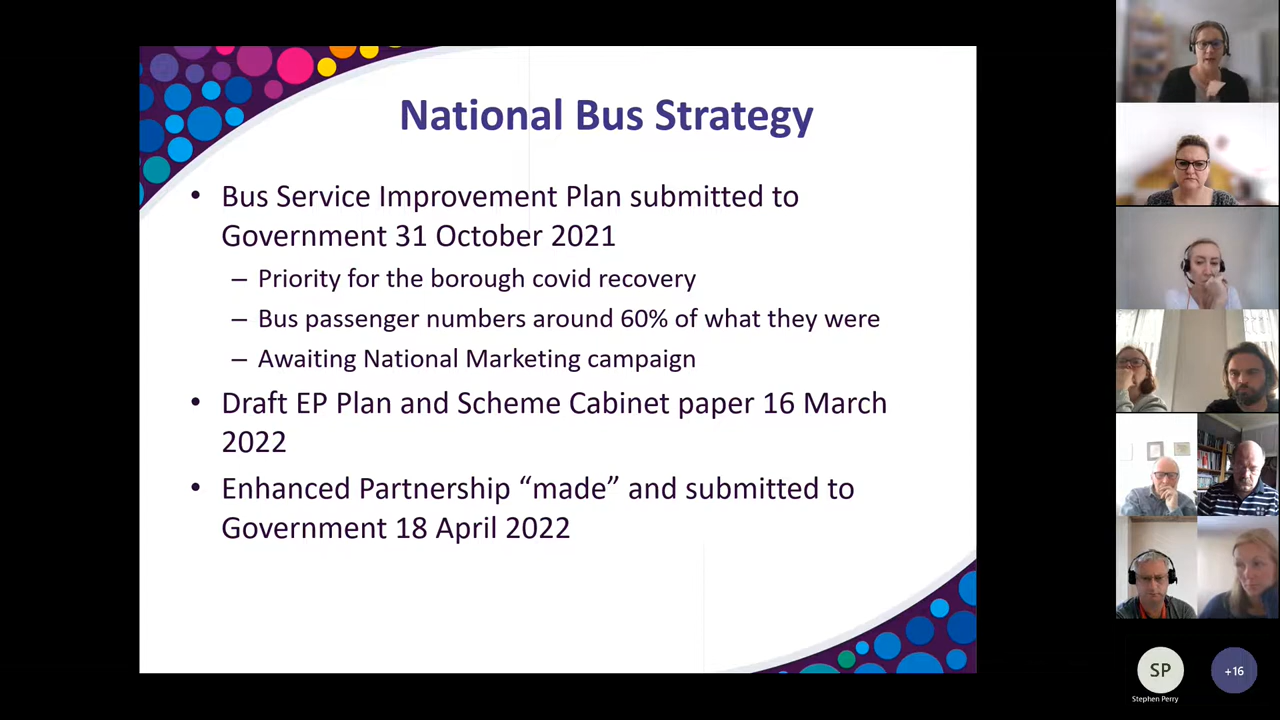 National Bus Strategy
• Bus Service Improvement Plan submitted to
Government 31 October 2021
– Priority for the borough covid recovery
– Bus passenger numbers around 60% of what they were
– Awaiting National Marketing campaign
• Draft EP Plan and Scheme Cabinet paper 16 March
2022
• Enhanced Partnership “made” and submitted to
Government 18 April 2022
SP
+16
Stephen Perry